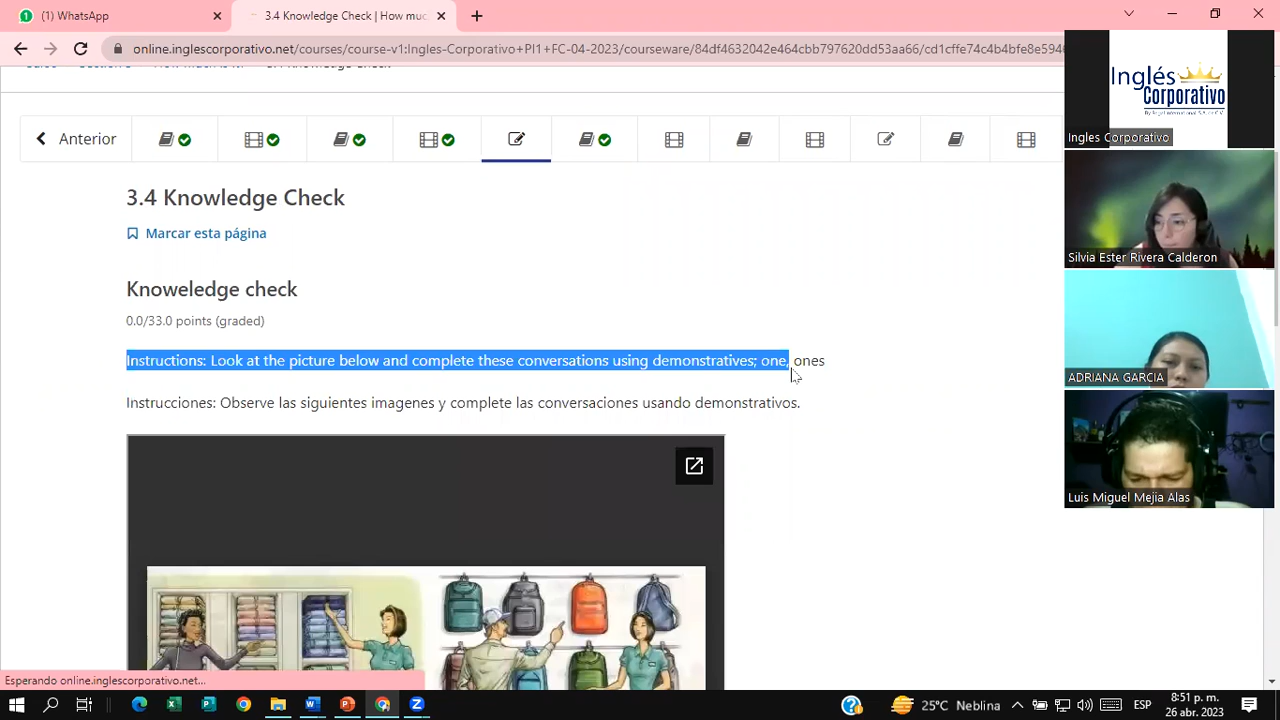 (1) WhatsApp
3.4 Knowledge Check | How muc
online.inglescorporativo.net/courses/course-v1:Ingles-Corporativo+PI1+FC-04-2023/courseware/84df4632042e464cbb797620dd53aa66/cd1cffe74c4b4bfe8e594
Anterior
3.4 Knowledge Check
Marcar esta página
Knoweledge check
0.0/33.0 points (graded)
Instructions: Look at the picture below and complete these conversations using demonstratives; one, ones
Instrucciones: Observe las siguientes imagenes y complete las conversaciones usando demonstrativos.
Inglés
Corporativo
Ingles Corporativo
Silvia Ester Rivera Calderon
ADRIANA GARCIA
Luis Miguel Mejia Alas
Esperando online.inglescorporativo.net...
25°C Neblina
ESP
8:51 p. m.
26 abr. 2023